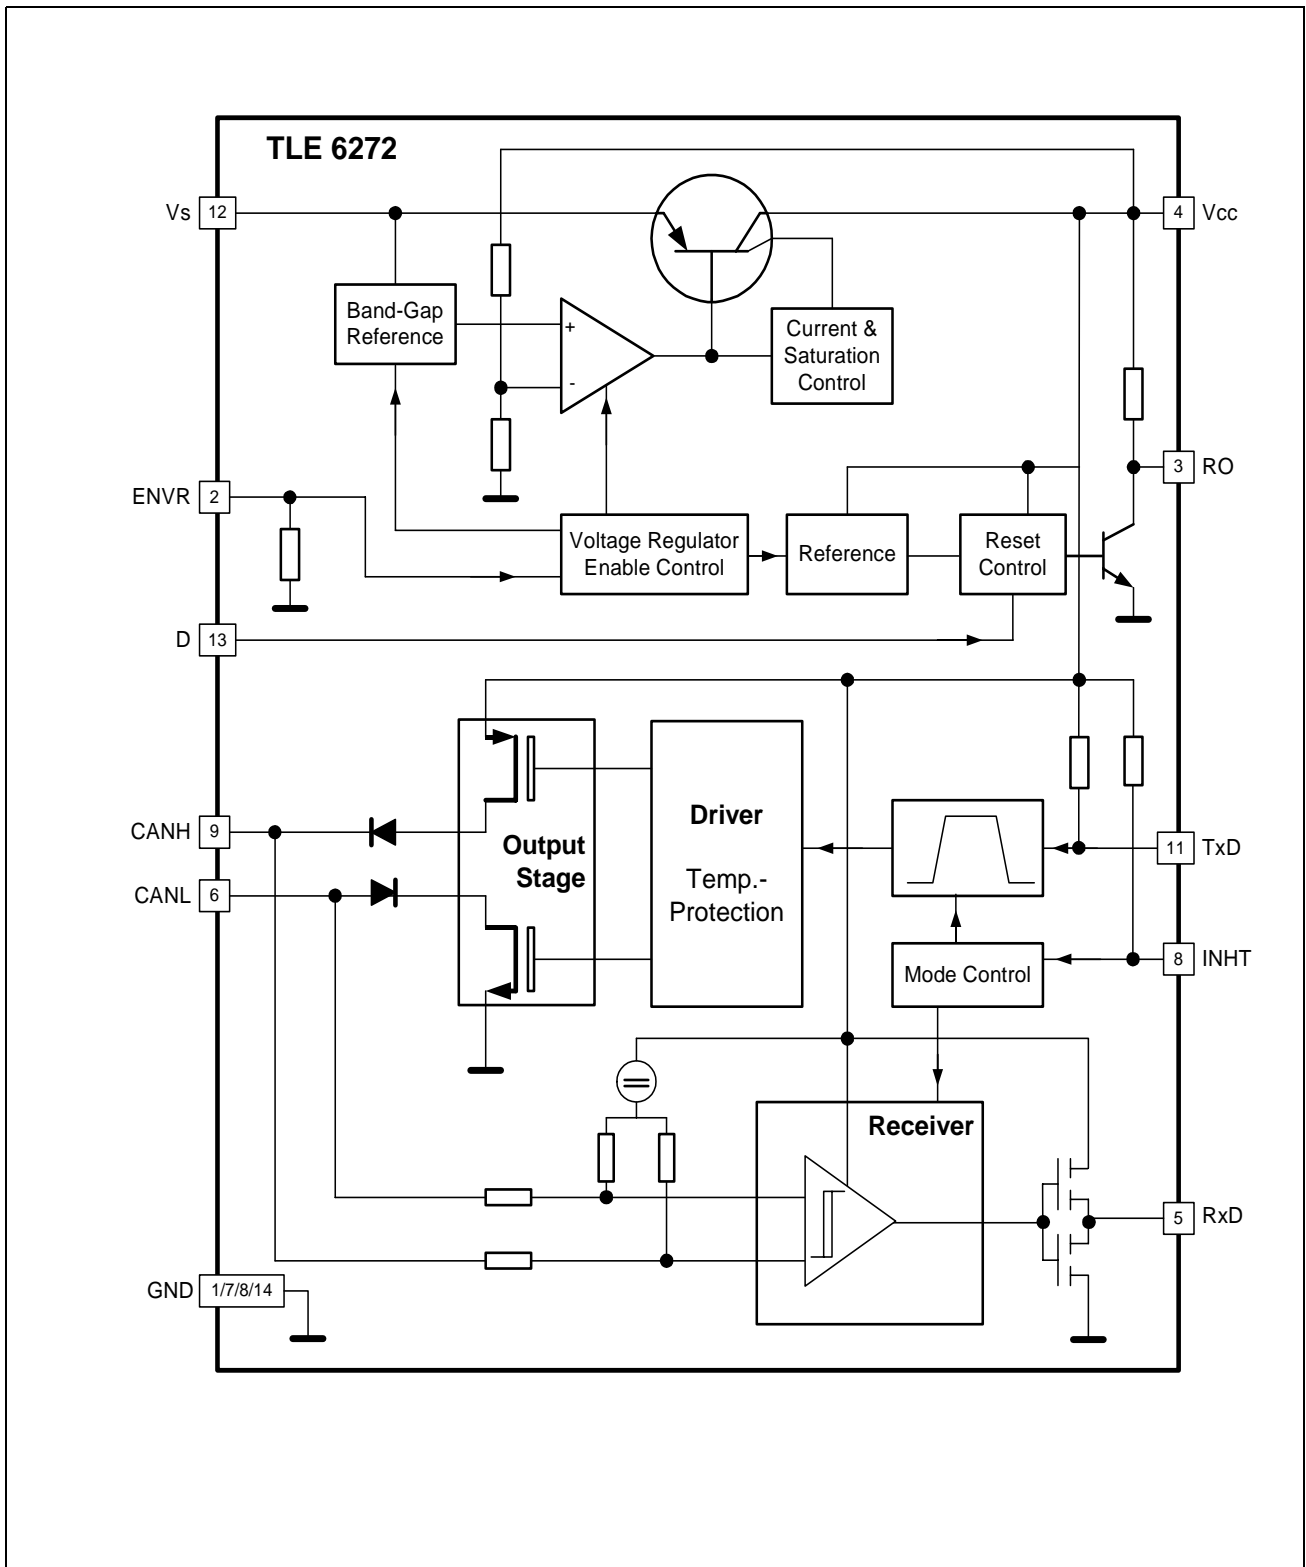 TLE 6272
Vs 12
4 Vcc
Band-Gap
Reference
+
-
Current &
Saturation
Control
ENVR 2
3 RO
Voltage Regulator
Enable Control
Reference
Reset
Control
D 13
CANH 9
CANL 6
Output
Stage
Driver
Temp.-
Protection
11 TxD
Mode Control
8 INHT
Receiver
5 RxD
GND 1/7/8/14